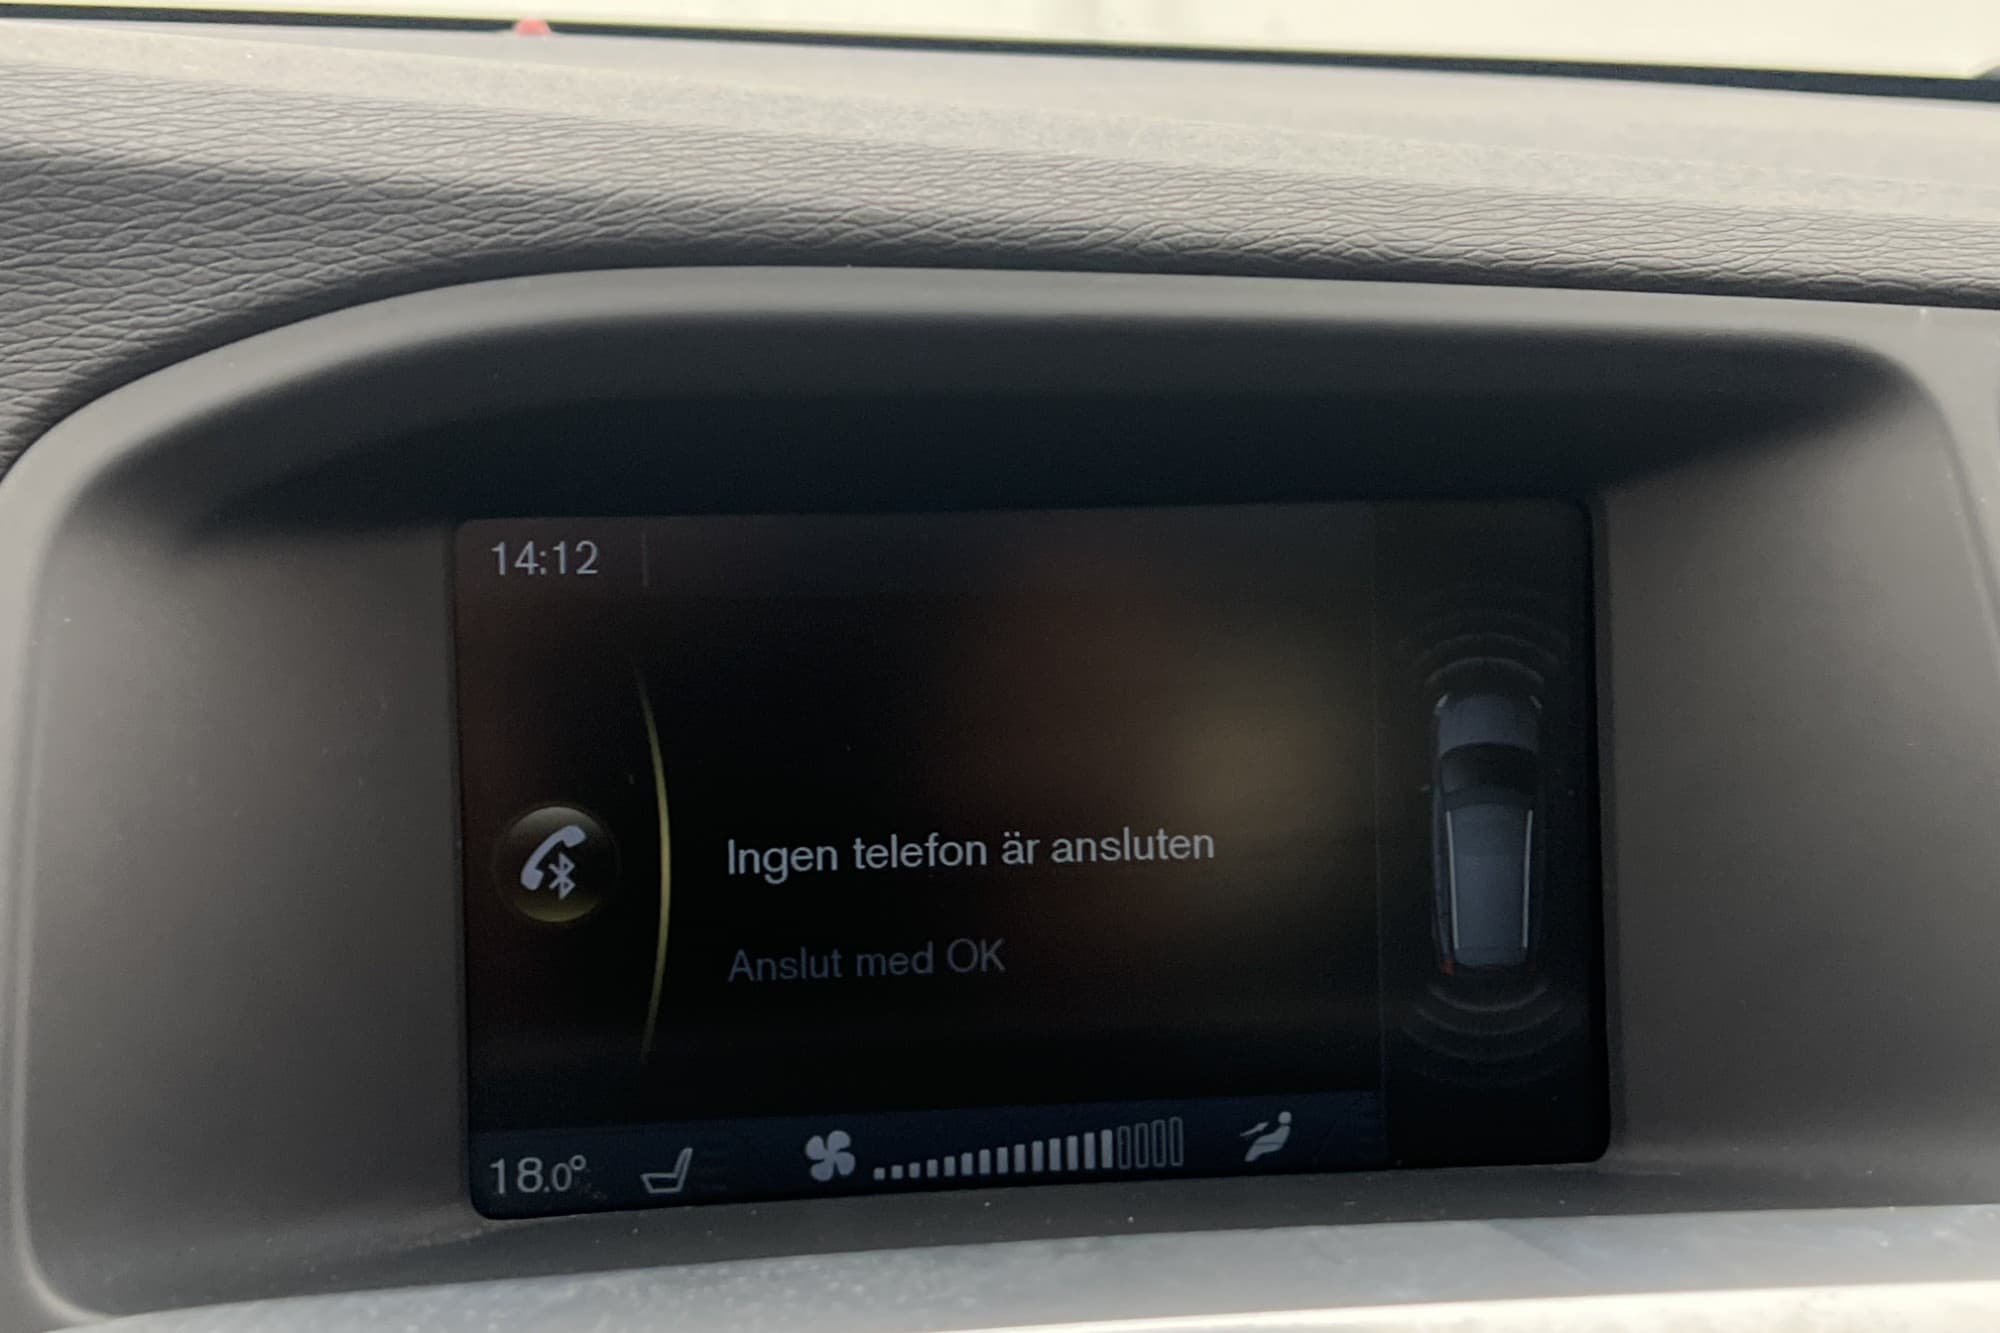 14:12
Ingen telefon är ansluten
Anslut med OK
18.0°